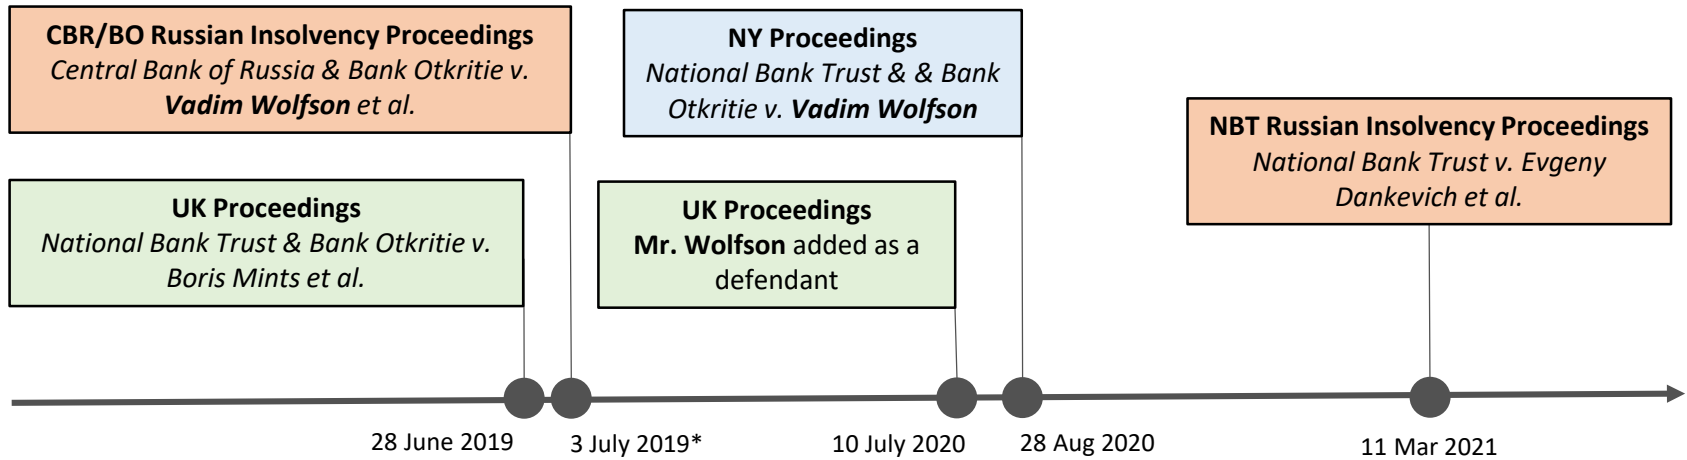 CBR/BO Russian Insolvency Proceedings
Central Bank of Russia & Bank Otkritie v.
Vadim Wolfson et al.
NY Proceedings
National Bank Trust & & Bank
Otkritie v. Vadim Wolfson
NBT Russian Insolvency Proceedings
National Bank Trust v. Evgeny
Dankevich et al.
UK Proceedings
National Bank Trust & Bank Otkritie v.
Boris Mints et al.
UK Proceedings
Mr. Wolfson added as a
defendant
28 June 2019
3 July 2019*
10 July 2020
28 Aug 2020
11 Mar 2021